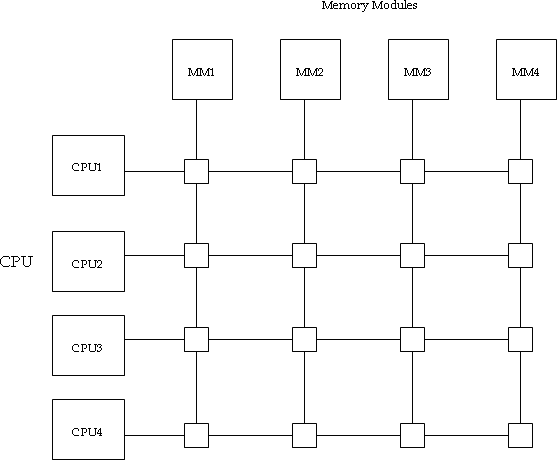 Memory Modules
MM1
MM2
MM3
MM4
CPU1
CPU2
CPU
CPU3
CPU4